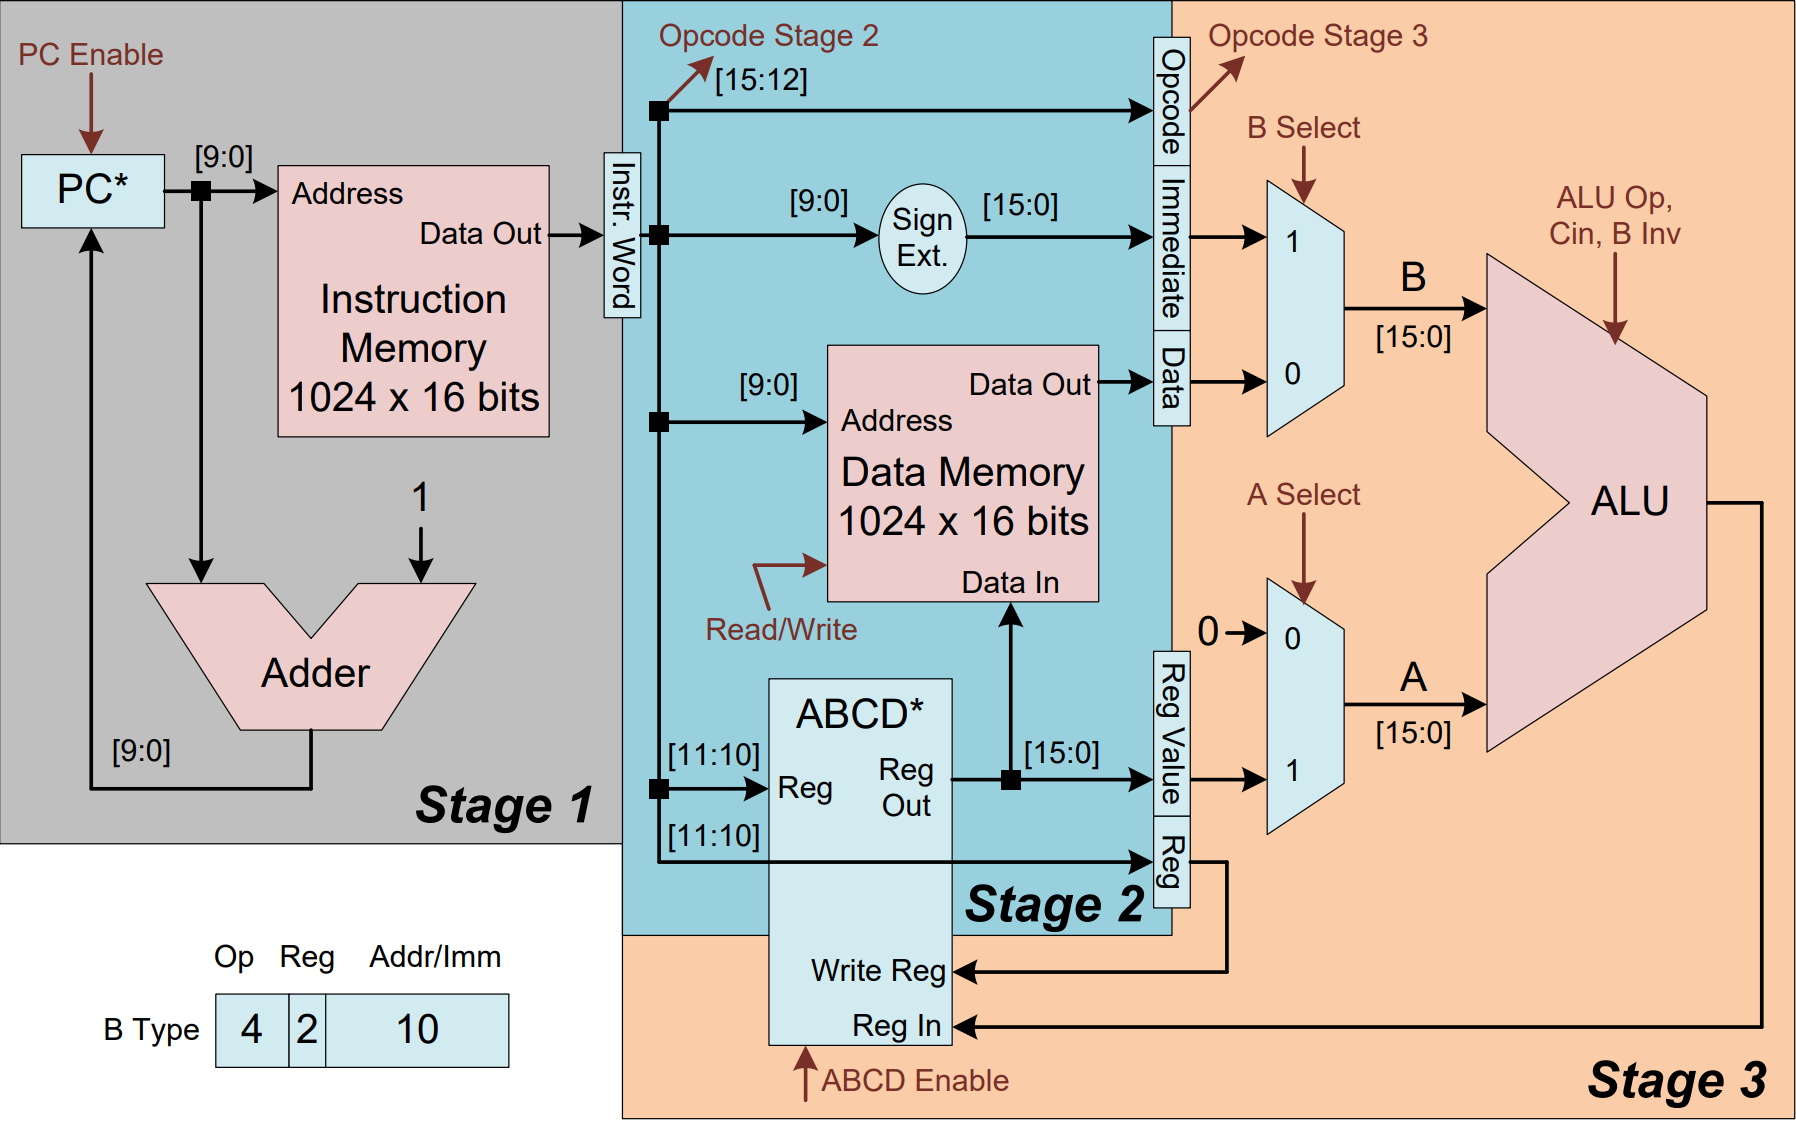 PC Enable
PC*
[9:0]
Address
Data Out
Instruction
Memory
1024 x 16 bits
1
Adder
[9:0]
Stage 1
Instr. Word
Opcode Stage 2
[15:12]
[9:0]
Sign
Ext.
[15:0]
[9:0]
Data Out
Address
Data Memory
1024 x 16 bits
Data In
Read/Write
ABCD*
[11:10]
Reg
Reg
Out
[15:0]
[11:10]
Stage 2
Write Reg
Reg In
ABCD Enable
Opcode
Immediate
Data
Reg Value
Reg
Opcode Stage 3
B Select
1
0
B
[15:0]
ALU Op,
Cin, B Inv
ALU
A Select
0
0
1
A
[15:0]
Stage 3
Op Reg Addr/Imm
B Type 4 2 10